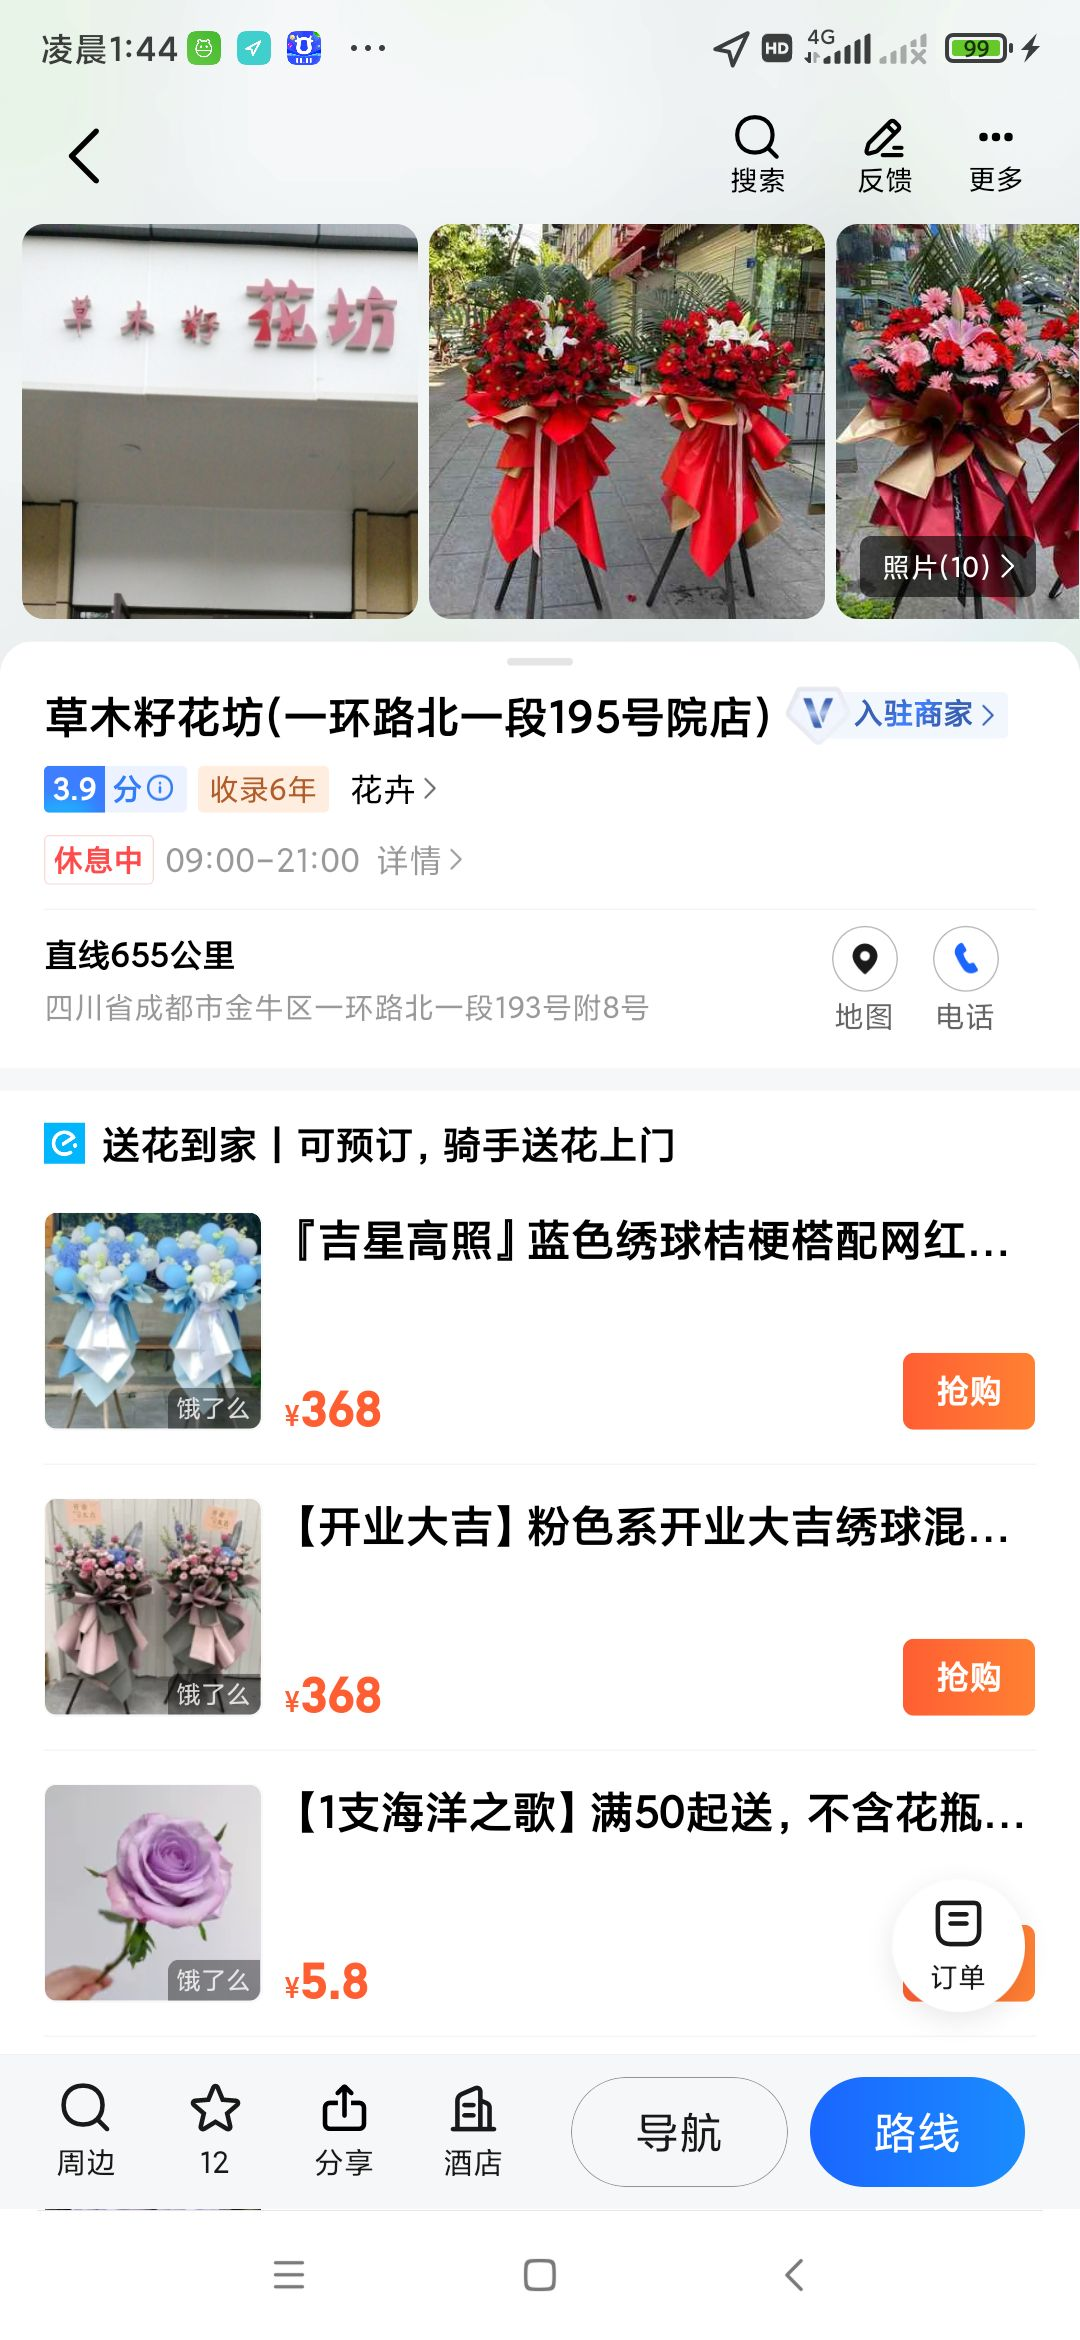 凌晨1:44
HD
4G
99
搜索
反馈
更多
草木籽花坊
照片(10)
草木籽花坊(一环路北一段195号院店)
入驻商家
3.9分
收录6年
花卉
休息中 09:00-21:00 详情
直线655公里
四川省成都市金牛区一环路北一段193号附8号
地图
电话
送花到家 | 可预订，骑手送花上门
『吉星高照』蓝色绣球桔梗搭配网红...
饿了么
¥368
抢购
【开业大吉】粉色系开业大吉绣球混...
饿了么
¥368
抢购
【1支海洋之歌】满50起送，不含花瓶...
饿了么
¥5.8
订单
周边
12
分享
酒店
导航
路线